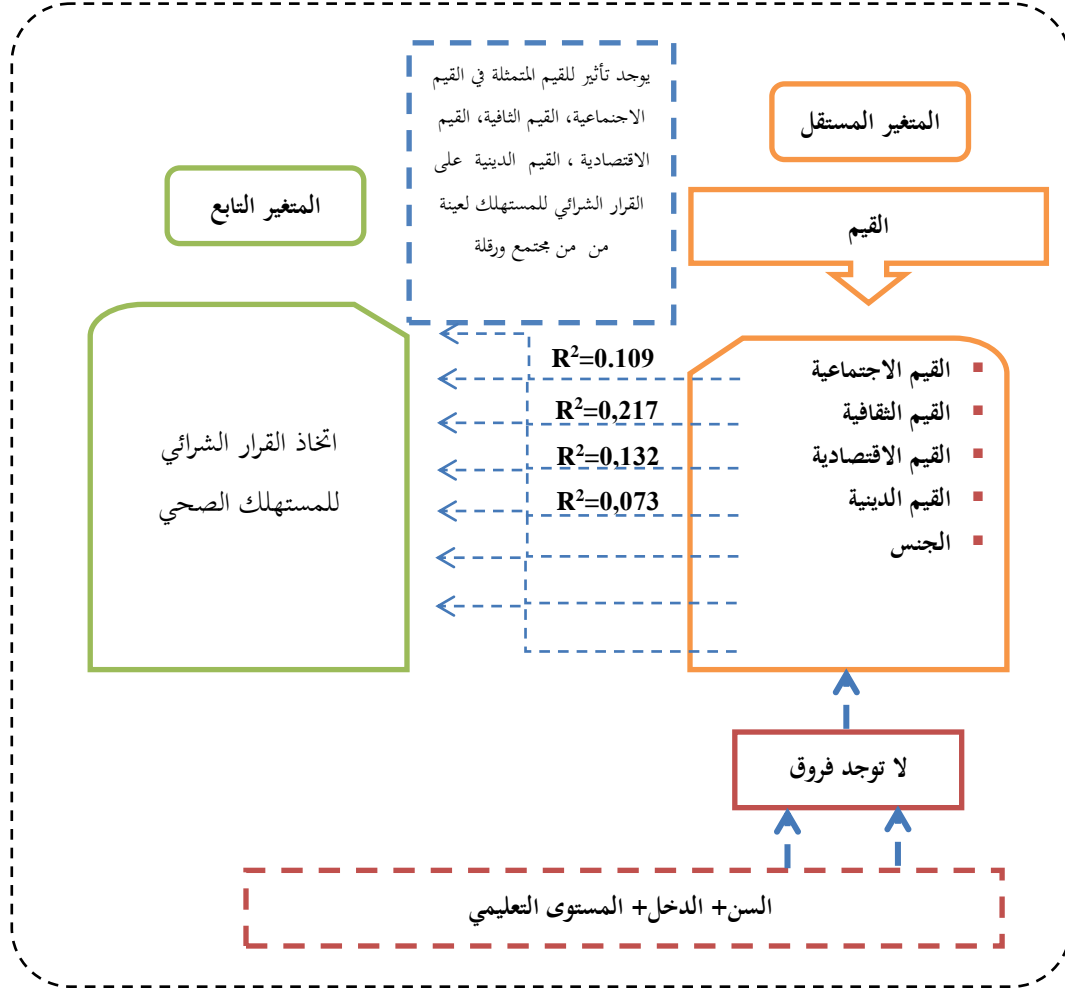 يوجد تأثير للقيم المتمثلة في القيم
الاجنماعية، القيم الثافية، القيم
الاقتصادية ، القيم الدينية على
القرار الشرائي للمستهلك لعينة
من من مجتمع ورقلة
المتغير المستقل
المتغير التابع
القيم
القيم الاجتماعية
القيم الثقافية
القيم الاقتصادية
القيم الدينية
الجنس
R²=0.109
R²=0,217
R²=0,132
R²=0,073
اتخاذ القرار الشرائي
للمستهلك الصحي
لا توجد فروق
السن+ الدخل+ المستوى التعليمي